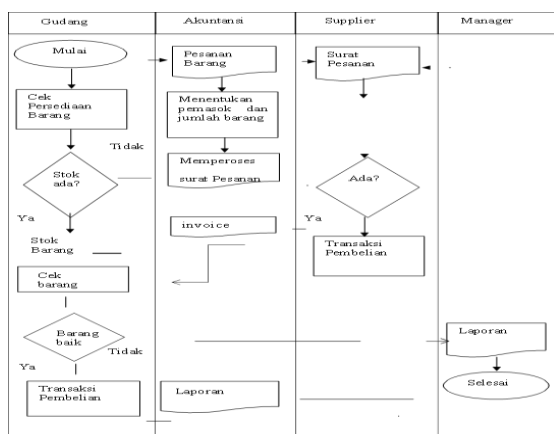 Gudang
Akuntansi
Supplier
Manager
Mulai
Cek
Persediaan
Barang
Tidak
Stok
ada?
Ya
Stok
Barang
Cek
barang
Barang
baik
Tidak
Ya
Transaksi
Pembelian
Pesanan
Barang
Menentukan
pemasok dan
jumlah barang
Memperoses
surat Pesanan
invoice
Laporan
Surat
Pesanan
Ada?
Ya
Transaksi
Pembelian
Laporan
Selesai